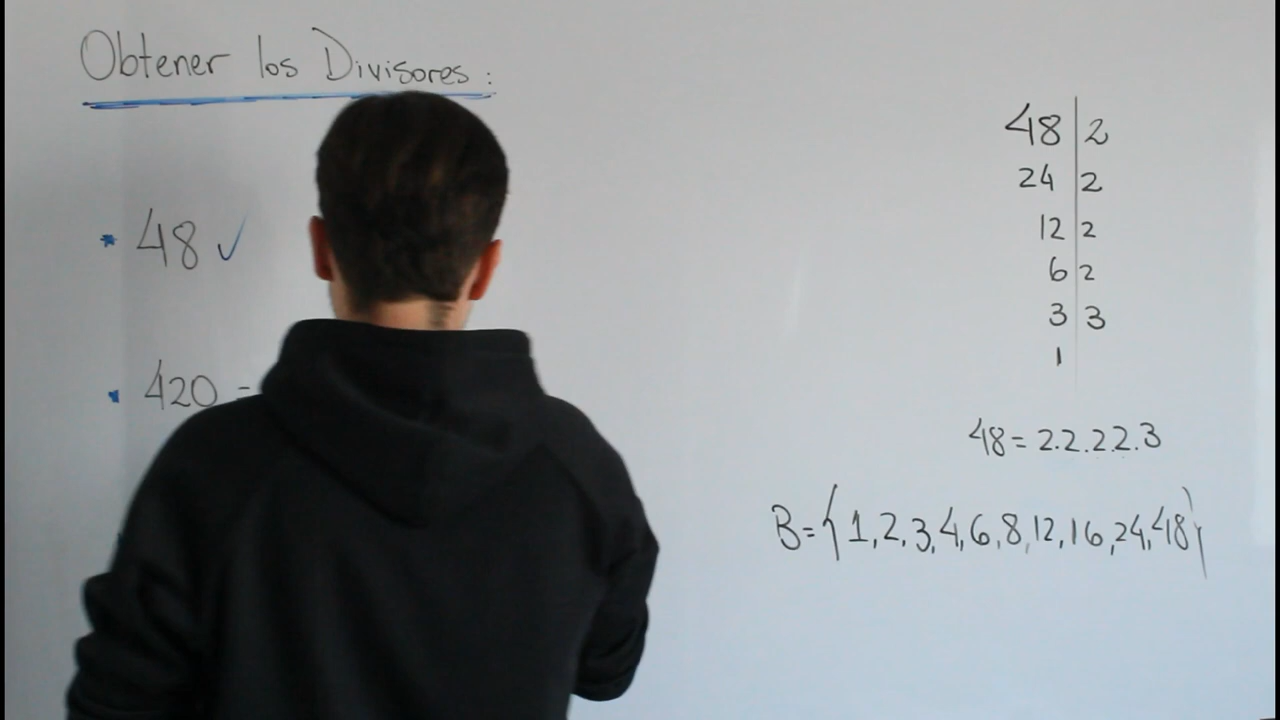 Obtener los Divisores:
* 48 ✓
▪ 420 -
48 | 2
24 | 2
12 | 2
6 | 2
3 | 3
1
48 = 2.2.2.2.3
B = { 1, 2, 3, 4, 6, 8, 12, 16, 24, 48 }